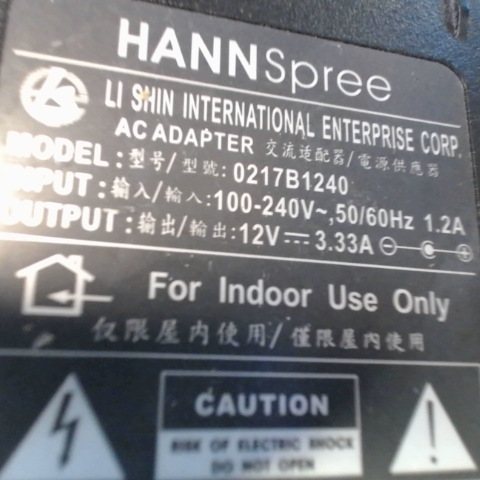 HANNSpree
LI SHIN INTERNATIONAL ENTERPRISE CORP.
AC ADAPTER 交流适配器/電源供應器
MODEL:型号/型號:0217B1240
INPUT:输入/輸入:100-240V~,50/60Hz 1.2A
OUTPUT:输出/輸出:12V⎓3.33A ⊖-●-⊕
For Indoor Use Only
仅限屋内使用/僅限屋內使用
CAUTION
RISK OF ELECTRIC SHOCK
DO NOT OPEN